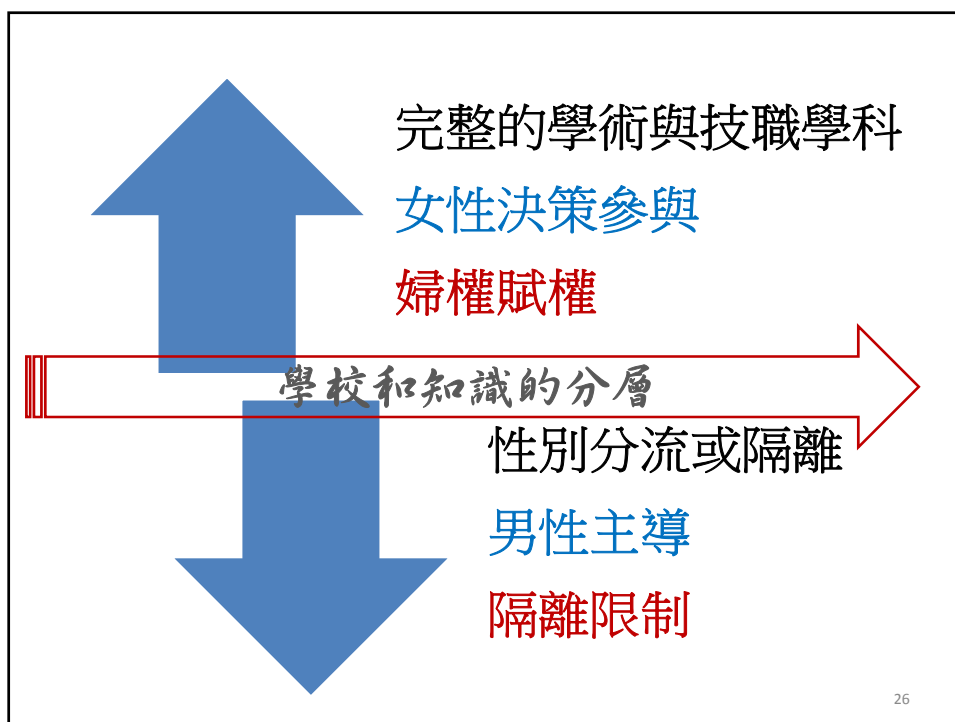 完整的學術與技職學科
女性決策參與
婦權賦權
學校和知識的分層
性別分流或隔離
男性主導
隔離限制
26